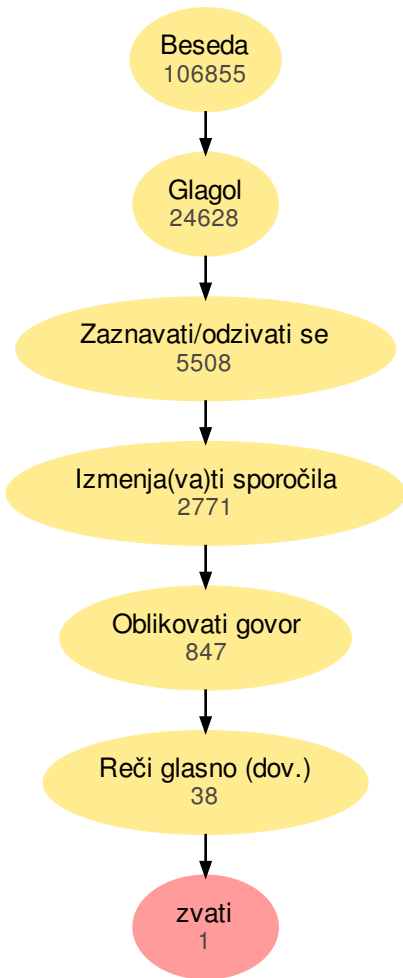 Beseda
106855
Glagol
24628
Zaznavati/odzivati se
5508
Izmenja(va)ti sporočila
2771
Oblikovati govor
847
Reči glasno (dov.)
38
zvati
1